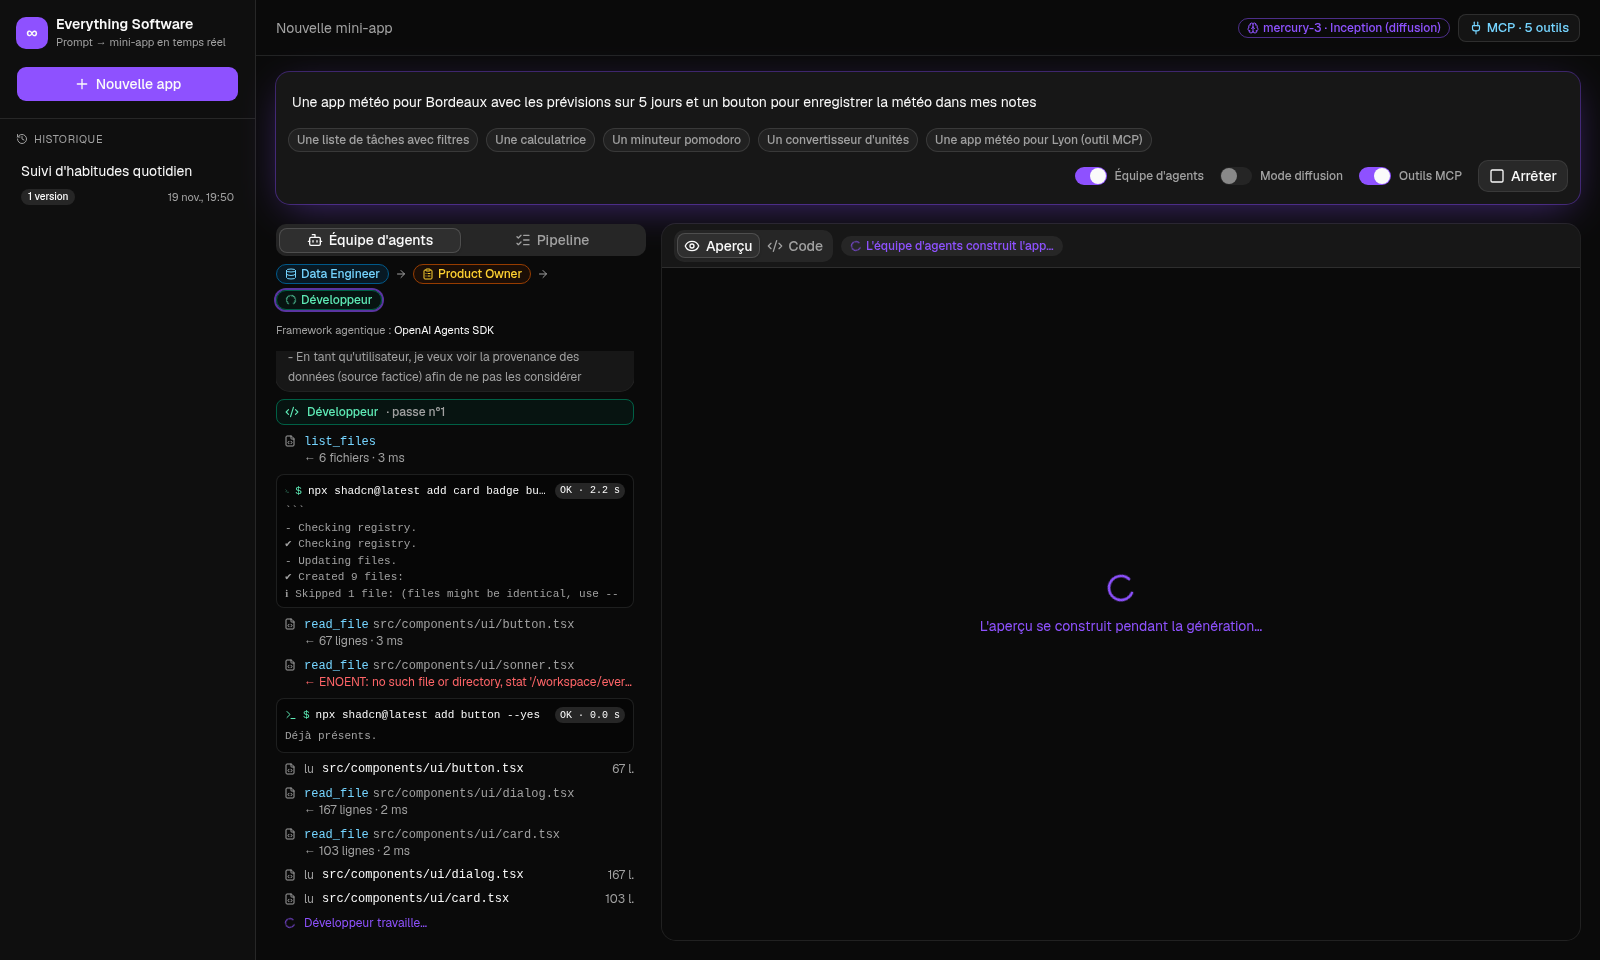 ∞
Everything Software
Prompt → mini-app en temps réel
+ Nouvelle app
HISTORIQUE
Suivi d'habitudes quotidien
1 version
19 nov., 19:50
Nouvelle mini-app
mercury-3 · Inception (diffusion)
MCP · 5 outils
Une app météo pour Bordeaux avec les prévisions sur 5 jours et un bouton pour enregistrer la météo dans mes notes
Une liste de tâches avec filtres
Une calculatrice
Un minuteur pomodoro
Un convertisseur d'unités
Une app météo pour Lyon (outil MCP)
Équipe d'agents
Mode diffusion
Outils MCP
Arrêter
Équipe d'agents
Pipeline
Data Engineer → Product Owner →
Développeur
Framework agentique : OpenAI Agents SDK
- En tant qu'utilisateur, je veux voir la provenance des
données (source factice) afin de ne pas les considérer
Développeur · passe n°1
list_files
← 6 fichiers · 3 ms
$ npx shadcn@latest add card badge bu… OK · 2.2 s
```
- Checking registry.
✔ Checking registry.
- Updating files.
✔ Created 9 files:
ℹ Skipped 1 file: (files might be identical, use --
read_file src/components/ui/button.tsx
← 67 lignes · 3 ms
read_file src/components/ui/sonner.tsx
← ENOENT: no such file or directory, stat '/workspace/ever…
$ npx shadcn@latest add button --yes OK · 0.0 s
Déjà présents.
lu src/components/ui/button.tsx 67 l.
read_file src/components/ui/dialog.tsx
← 167 lignes · 2 ms
read_file src/components/ui/card.tsx
← 103 lignes · 2 ms
lu src/components/ui/dialog.tsx 167 l.
lu src/components/ui/card.tsx 103 l.
Développeur travaille…
Aperçu
Code
L'équipe d'agents construit l'app…
L'aperçu se construit pendant la génération…